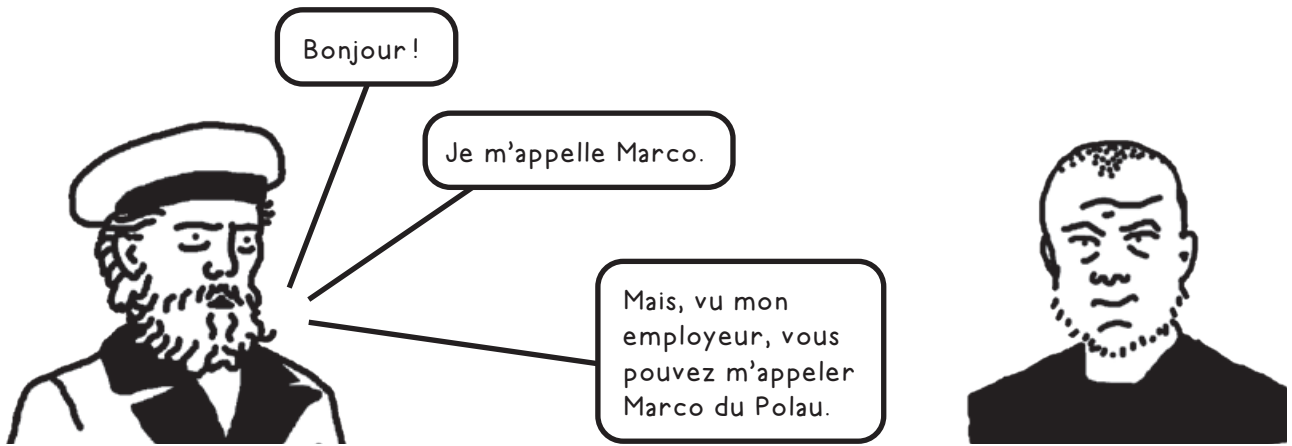 Bonjour !
Je m’appelle Marco.
Mais, vu mon
employeur, vous
pouvez m’appeler
Marco du Polau.